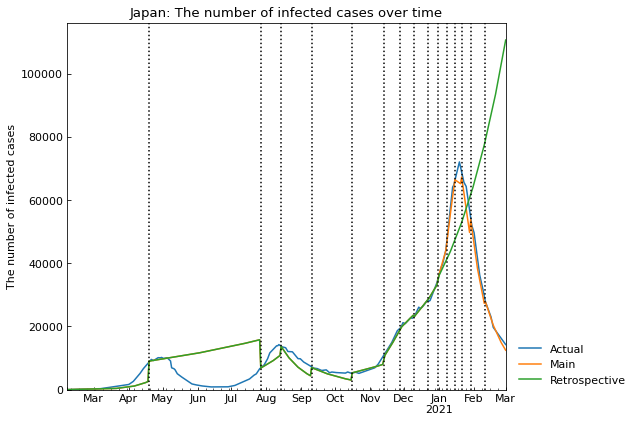 Japan: The number of infected cases over time
The number of infected cases
100000
80000
60000
40000
20000
0
Mar Apr May Jun Jul Aug Sep Oct Nov Dec Jan Feb Mar
2021
Actual
Main
Retrospective